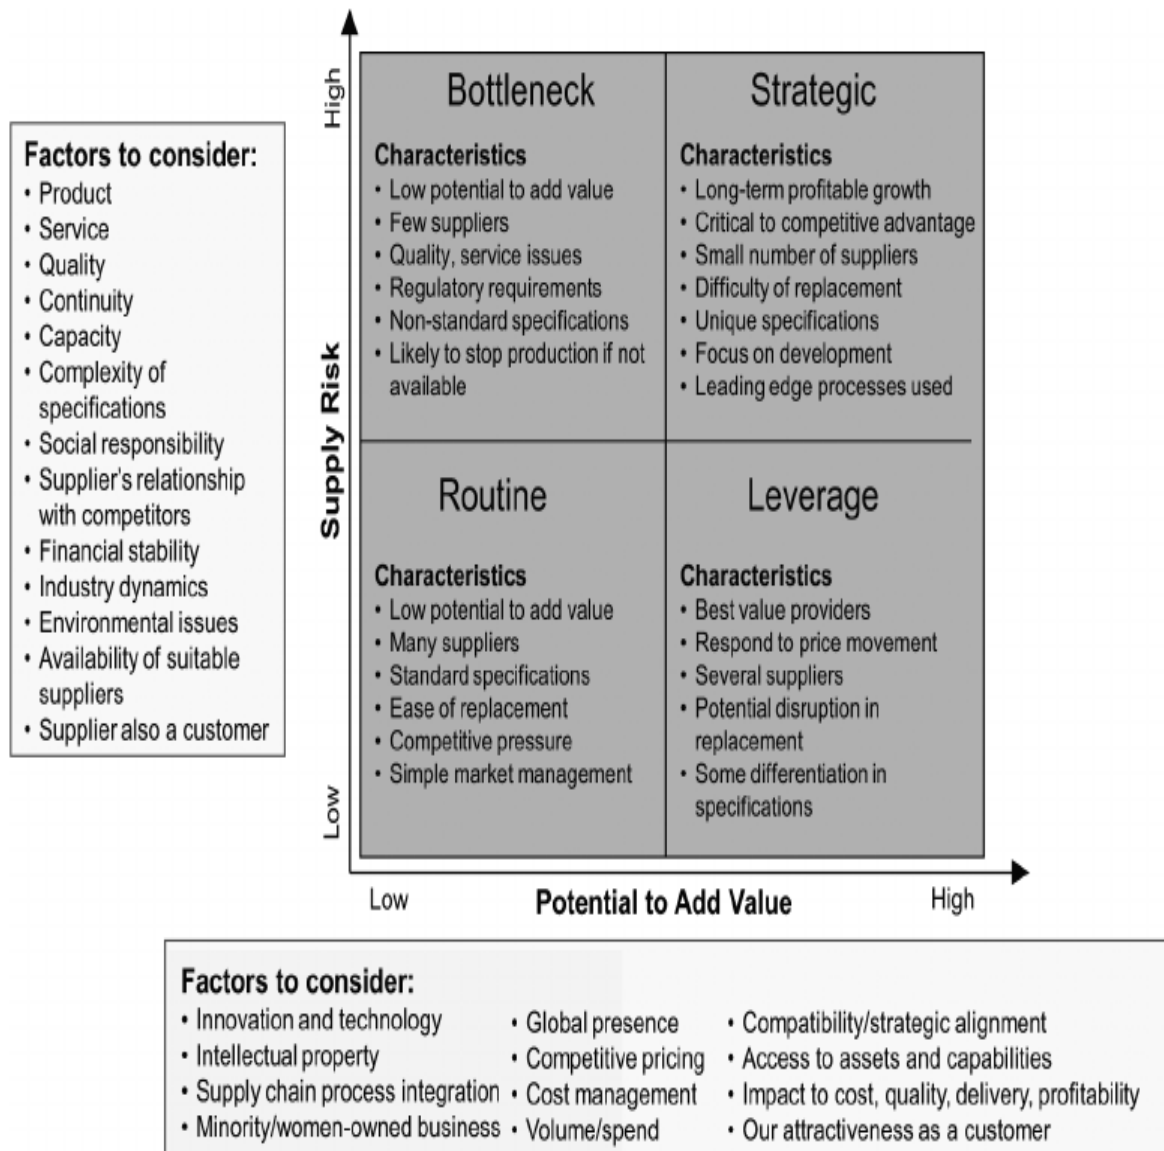 High
Bottleneck
Strategic
Factors to consider:
• Product
• Service
• Quality
• Continuity
• Capacity
• Complexity of
specifications
• Social responsibility
• Supplier's relationship
with competitors
• Financial stability
• Industry dynamics
• Environmental issues
• Availability of suitable
suppliers
• Supplier also a customer
Supply Risk
Characteristics
• Low potential to add value
• Few suppliers
• Quality, service issues
• Regulatory requirements
• Non-standard specifications
• Likely to stop production if not
available
Characteristics
• Long-term profitable growth
• Critical to competitive advantage
• Small number of suppliers
• Difficulty of replacement
• Unique specifications
• Focus on development
• Leading edge processes used
Routine
Characteristics
• Low potential to add value
• Many suppliers
• Standard specifications
• Ease of replacement
• Competitive pressure
• Simple market management
Leverage
Characteristics
• Best value providers
• Respond to price movement
• Several suppliers
• Potential disruption in
replacement
• Some differentiation in
specifications
Low
Low
Potential to Add Value
High
Factors to consider:
• Innovation and technology
• Intellectual property
• Supply chain process integration
• Minority/women-owned business
• Global presence
• Competitive pricing
• Cost management
• Volume/spend
• Compatibility/strategic alignment
• Access to assets and capabilities
• Impact to cost, quality, delivery, profitability
• Our attractiveness as a customer